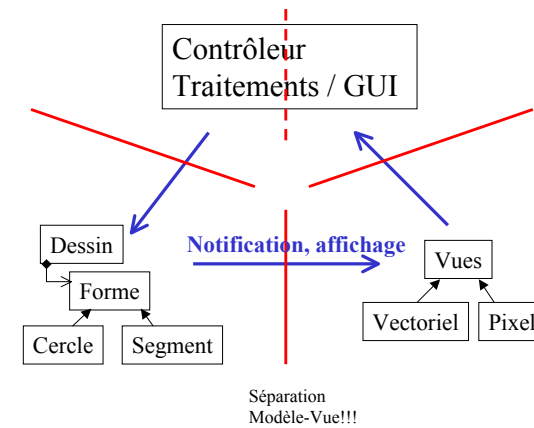 Contrôleur
Traitements / GUI
Notification, affichage
Dessin
Forme
Cercle
Segment
Vues
Vectoriel
Pixel
Séparation
Modèle-Vue!!!